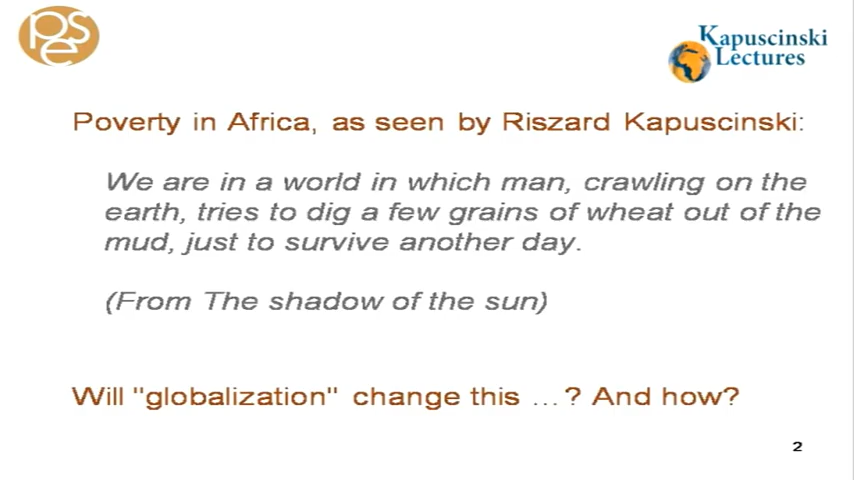 pse
Kapuscinski
Lectures
Poverty in Africa, as seen by Riszard Kapuscinski:
We are in a world in which man, crawling on the
earth, tries to dig a few grains of wheat out of the
mud, just to survive another day.
(From The shadow of the sun)
Will "globalization" change this ...? And how?
2